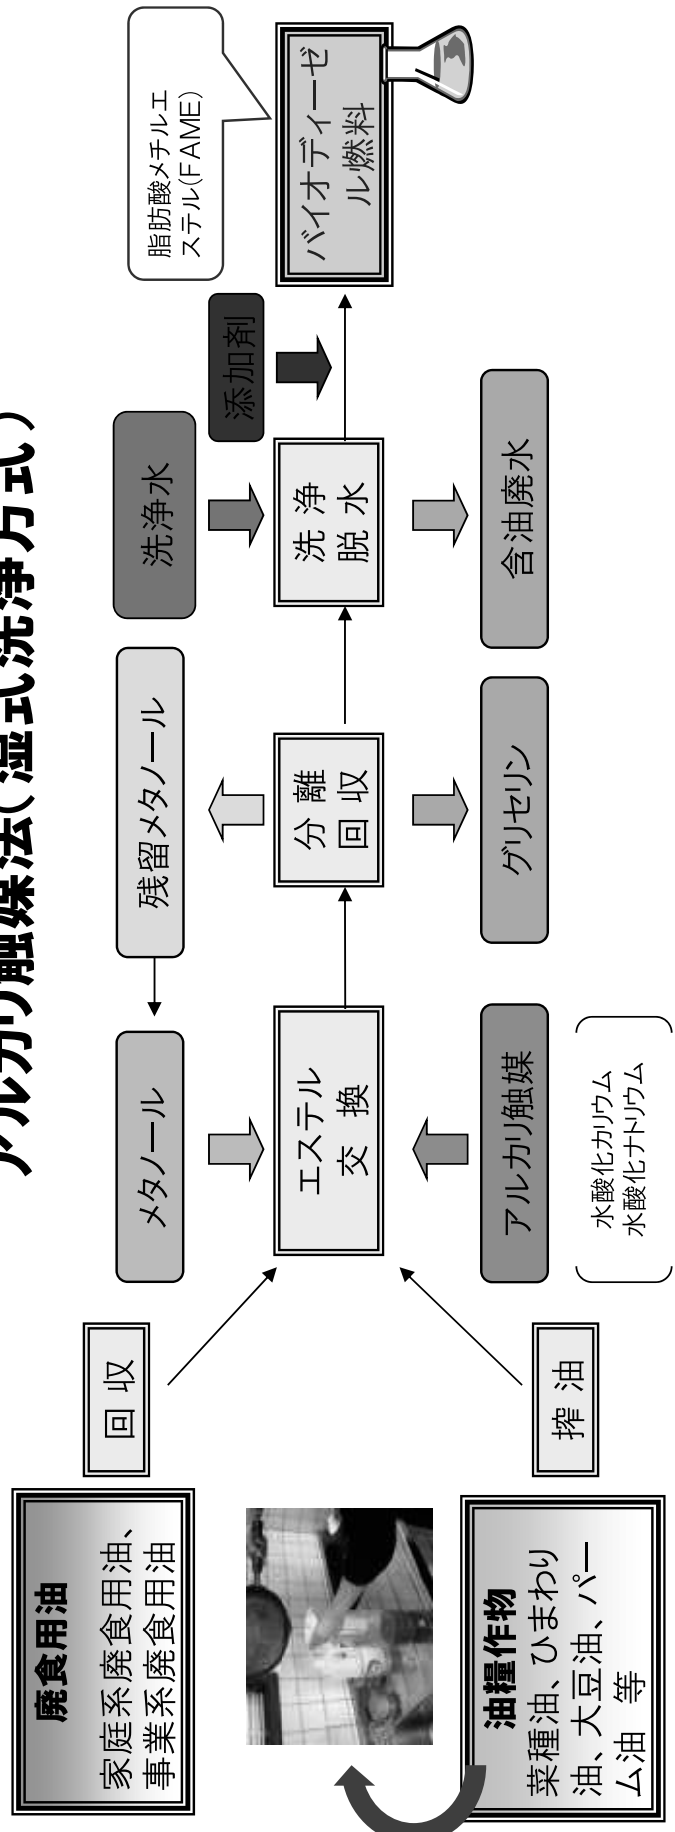 アルカリ触媒法（湿式洗浄方式）
廃食用油
家庭系廃食用油、
事業系廃食用油
回 収
油糧作物
菜種油、ひまわり
油、大豆油、パー
ム油 等
搾 油
メタノール
エステル
交 換
アルカリ触媒
水酸化カリウム
水酸化ナトリウム
残留メタノール
分 離
回 収
グリセリン
洗浄水
洗 浄
脱 水
含油廃水
添加剤
脂肪酸メチルエ
ステル(FAME)
バイオディーゼ
ル燃料